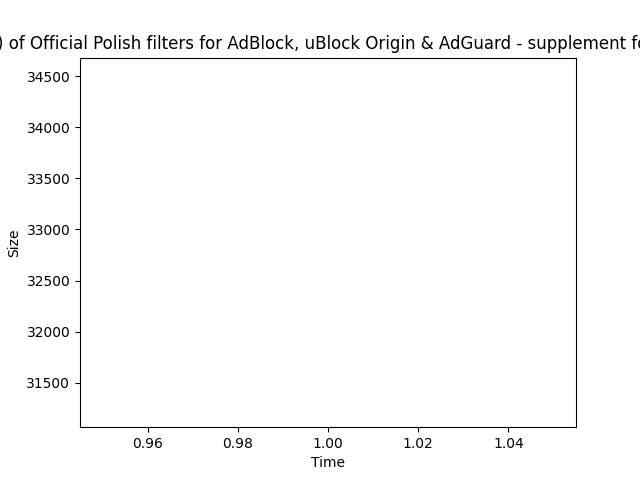 ) of Official Polish filters for AdBlock, uBlock Origin & AdGuard - supplement fo
34500
34000
33500
33000
32500
32000
31500
Size
0.96 0.98 1.00 1.02 1.04
Time